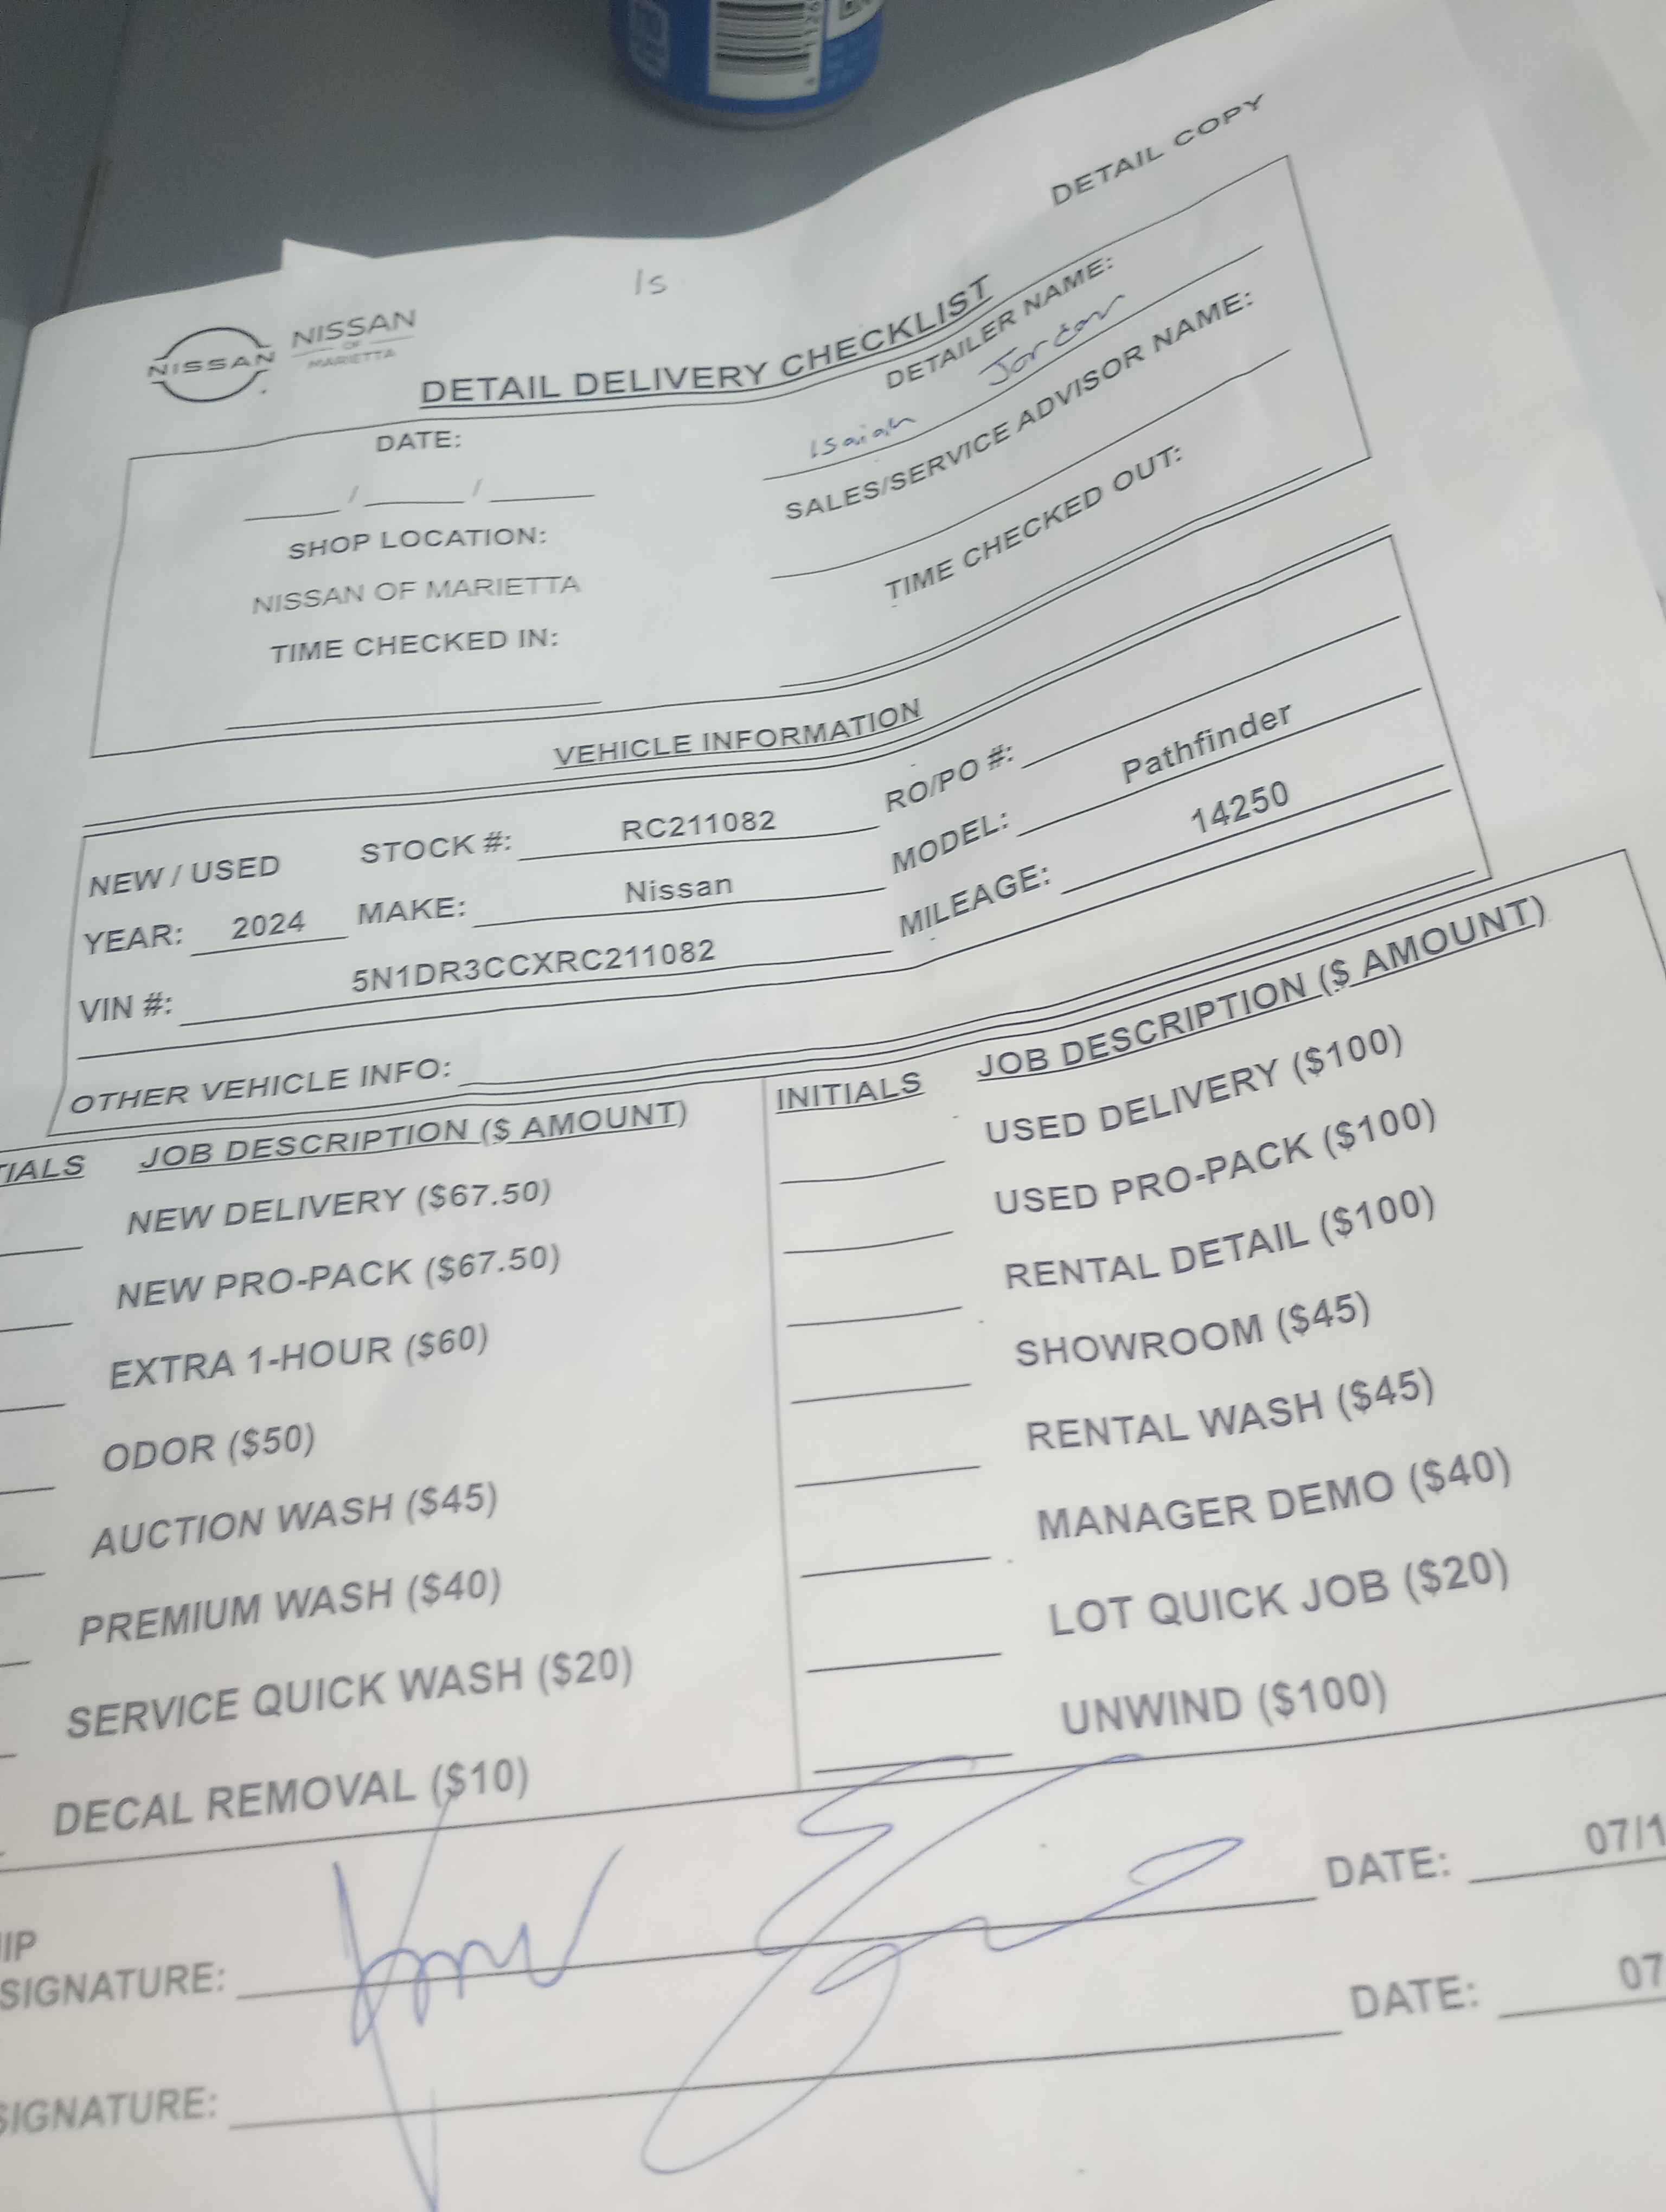 DETAIL COPY
Is
NISSAN
NISSAN
OF
MARIETTA
DETAIL DELIVERY CHECKLIST
DATE:
/ /
SHOP LOCATION:
NISSAN OF MARIETTA
TIME CHECKED IN:
DETAILER NAME:
Isaiah Jordan
SALES/SERVICE ADVISOR NAME:
TIME CHECKED OUT:
VEHICLE INFORMATION
NEW / USED STOCK #: RC211082 RO/PO #:
YEAR: 2024 MAKE: Nissan MODEL: Pathfinder
VIN #: 5N1DR3CCXRC211082 MILEAGE: 14250
OTHER VEHICLE INFO:
TIALS JOB DESCRIPTION ($ AMOUNT)
NEW DELIVERY ($67.50)
NEW PRO-PACK ($67.50)
EXTRA 1-HOUR ($60)
ODOR ($50)
AUCTION WASH ($45)
PREMIUM WASH ($40)
SERVICE QUICK WASH ($20)
DECAL REMOVAL ($10)
INITIALS JOB DESCRIPTION ($ AMOUNT)
USED DELIVERY ($100)
USED PRO-PACK ($100)
RENTAL DETAIL ($100)
SHOWROOM ($45)
RENTAL WASH ($45)
MANAGER DEMO ($40)
LOT QUICK JOB ($20)
UNWIND ($100)
IP
SIGNATURE: DATE: 07/1
SIGNATURE: DATE: 07